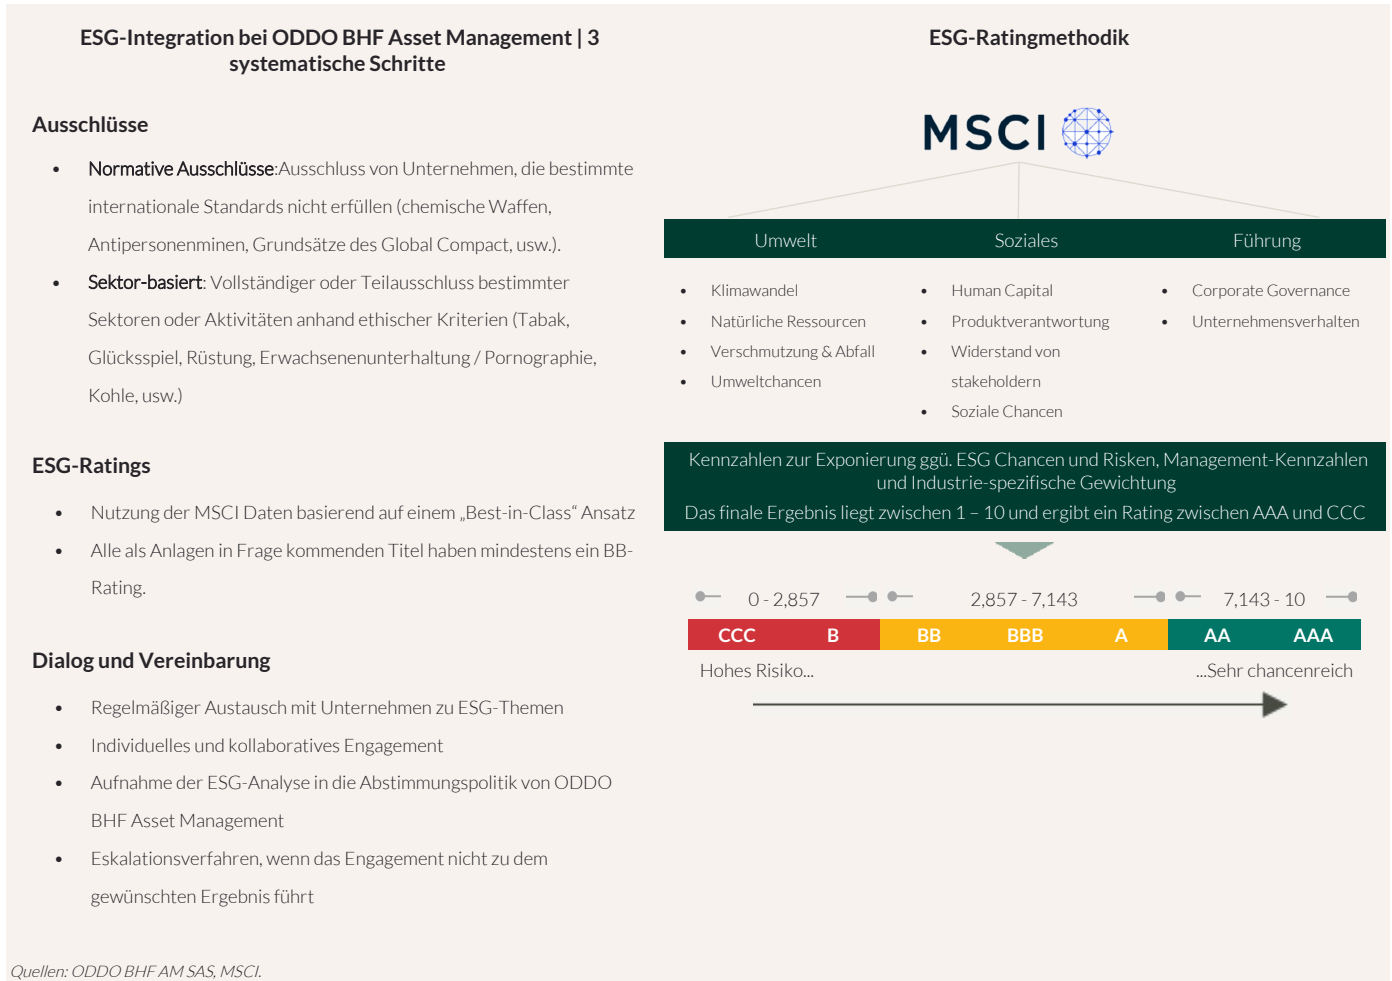 ESG-Integration bei ODDO BHF Asset Management | 3
systematische Schritte
Ausschlüsse
• Normative Ausschlüsse:Ausschluss von Unternehmen, die bestimmte
internationale Standards nicht erfüllen (chemische Waffen,
Antipersonenminen, Grundsätze des Global Compact, usw.).
• Sektor-basiert: Vollständiger oder Teilausschluss bestimmter
Sektoren oder Aktivitäten anhand ethischer Kriterien (Tabak,
Glücksspiel, Rüstung, Erwachsenenunterhaltung / Pornographie,
Kohle, usw.)
ESG-Ratings
• Nutzung der MSCI Daten basierend auf einem „Best-in-Class“ Ansatz
• Alle als Anlagen in Frage kommenden Titel haben mindestens ein BB-
Rating.
Dialog und Vereinbarung
• Regelmäßiger Austausch mit Unternehmen zu ESG-Themen
• Individuelles und kollaboratives Engagement
• Aufnahme der ESG-Analyse in die Abstimmungspolitik von ODDO
BHF Asset Management
• Eskalationsverfahren, wenn das Engagement nicht zu dem
gewünschten Ergebnis führt
ESG-Ratingmethodik
MSCI
Umwelt Soziales Führung
• Klimawandel
• Natürliche Ressourcen
• Verschmutzung & Abfall
• Umweltchancen
• Human Capital
• Produktverantwortung
• Widerstand von
stakeholdern
• Soziale Chancen
• Corporate Governance
• Unternehmensverhalten
Kennzahlen zur Exponierung ggü. ESG Chancen und Risken, Management-Kennzahlen
und Industrie-spezifische Gewichtung
Das finale Ergebnis liegt zwischen 1 – 10 und ergibt ein Rating zwischen AAA und CCC
0 - 2,857 2,857 - 7,143 7,143 - 10
CCC B BB BBB A AA AAA
Hohes Risiko... ...Sehr chancenreich
Quellen: ODDO BHF AM SAS, MSCI.